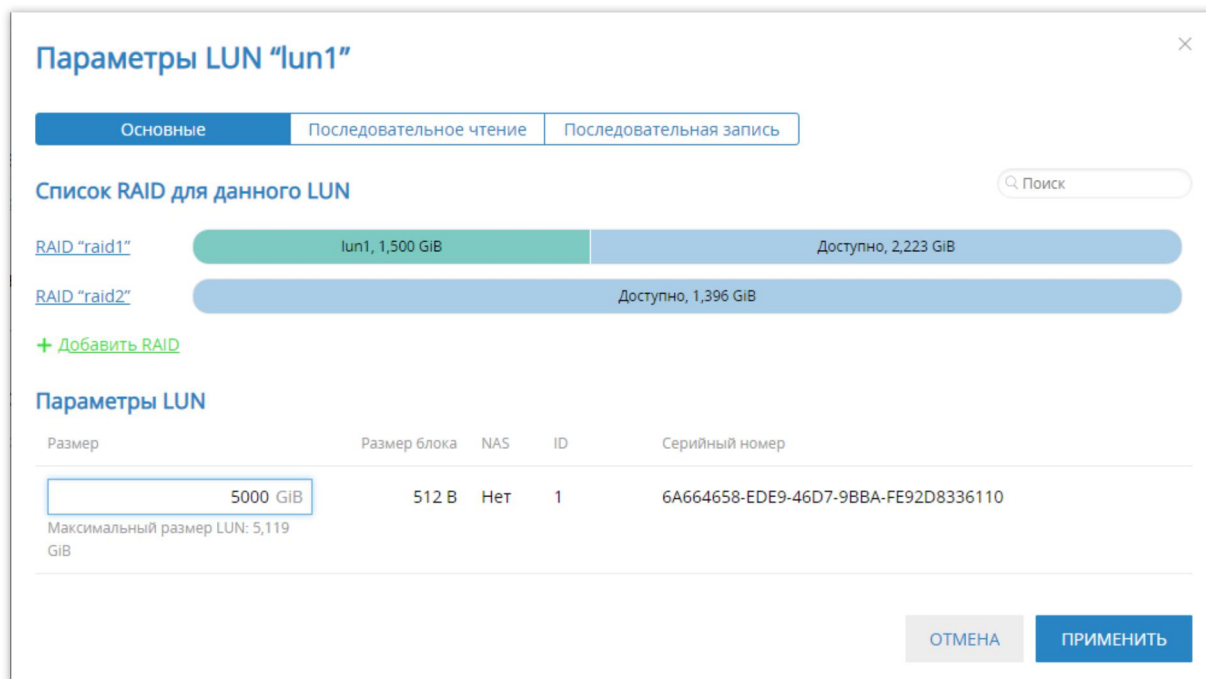 Параметры LUN “lun1”
Основные
Последовательное чтение
Последовательная запись
Список RAID для данного LUN
Поиск
RAID “raid1”
lun1, 1,500 GiB
Доступно, 2,223 GiB
RAID “raid2”
Доступно, 1,396 GiB
+ Добавить RAID
Параметры LUN
Размер
Размер блока
NAS
ID
Серийный номер
5000 GiB
512 B
Нет
1
6A664658-EDE9-46D7-9BBA-FE92D8336110
Максимальный размер LUN: 5,119
GiB
ОТМЕНА
ПРИМЕНИТЬ